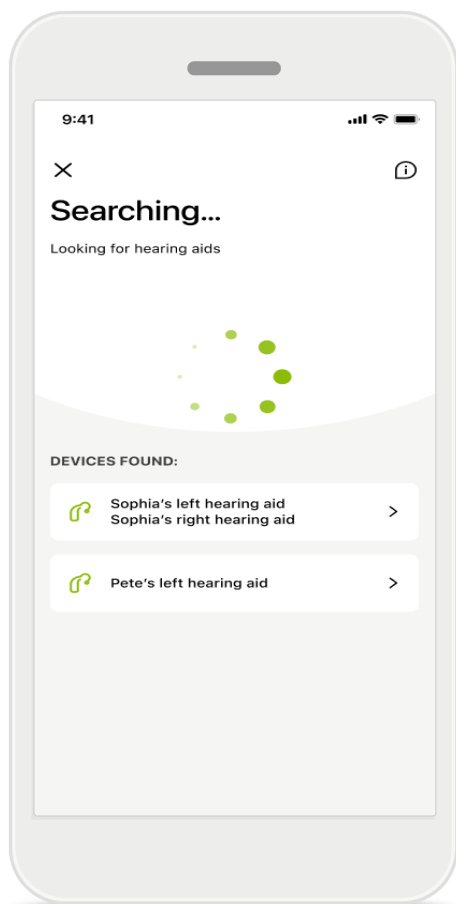 9:41
Searching...
Looking for hearing aids
DEVICES FOUND:
Sophia's left hearing aid
Sophia's right hearing aid
Pete's left hearing aid